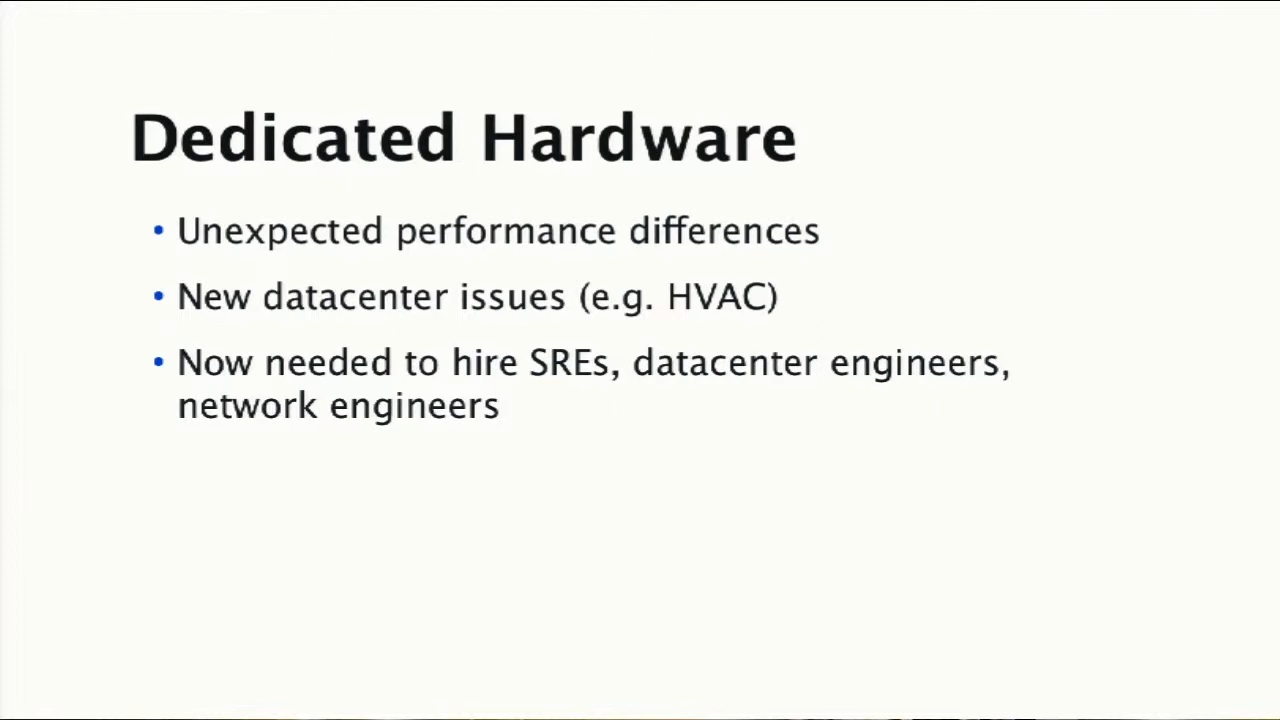 Dedicated Hardware
• Unexpected performance differences
• New datacenter issues (e.g. HVAC)
• Now needed to hire SREs, datacenter engineers,
network engineers